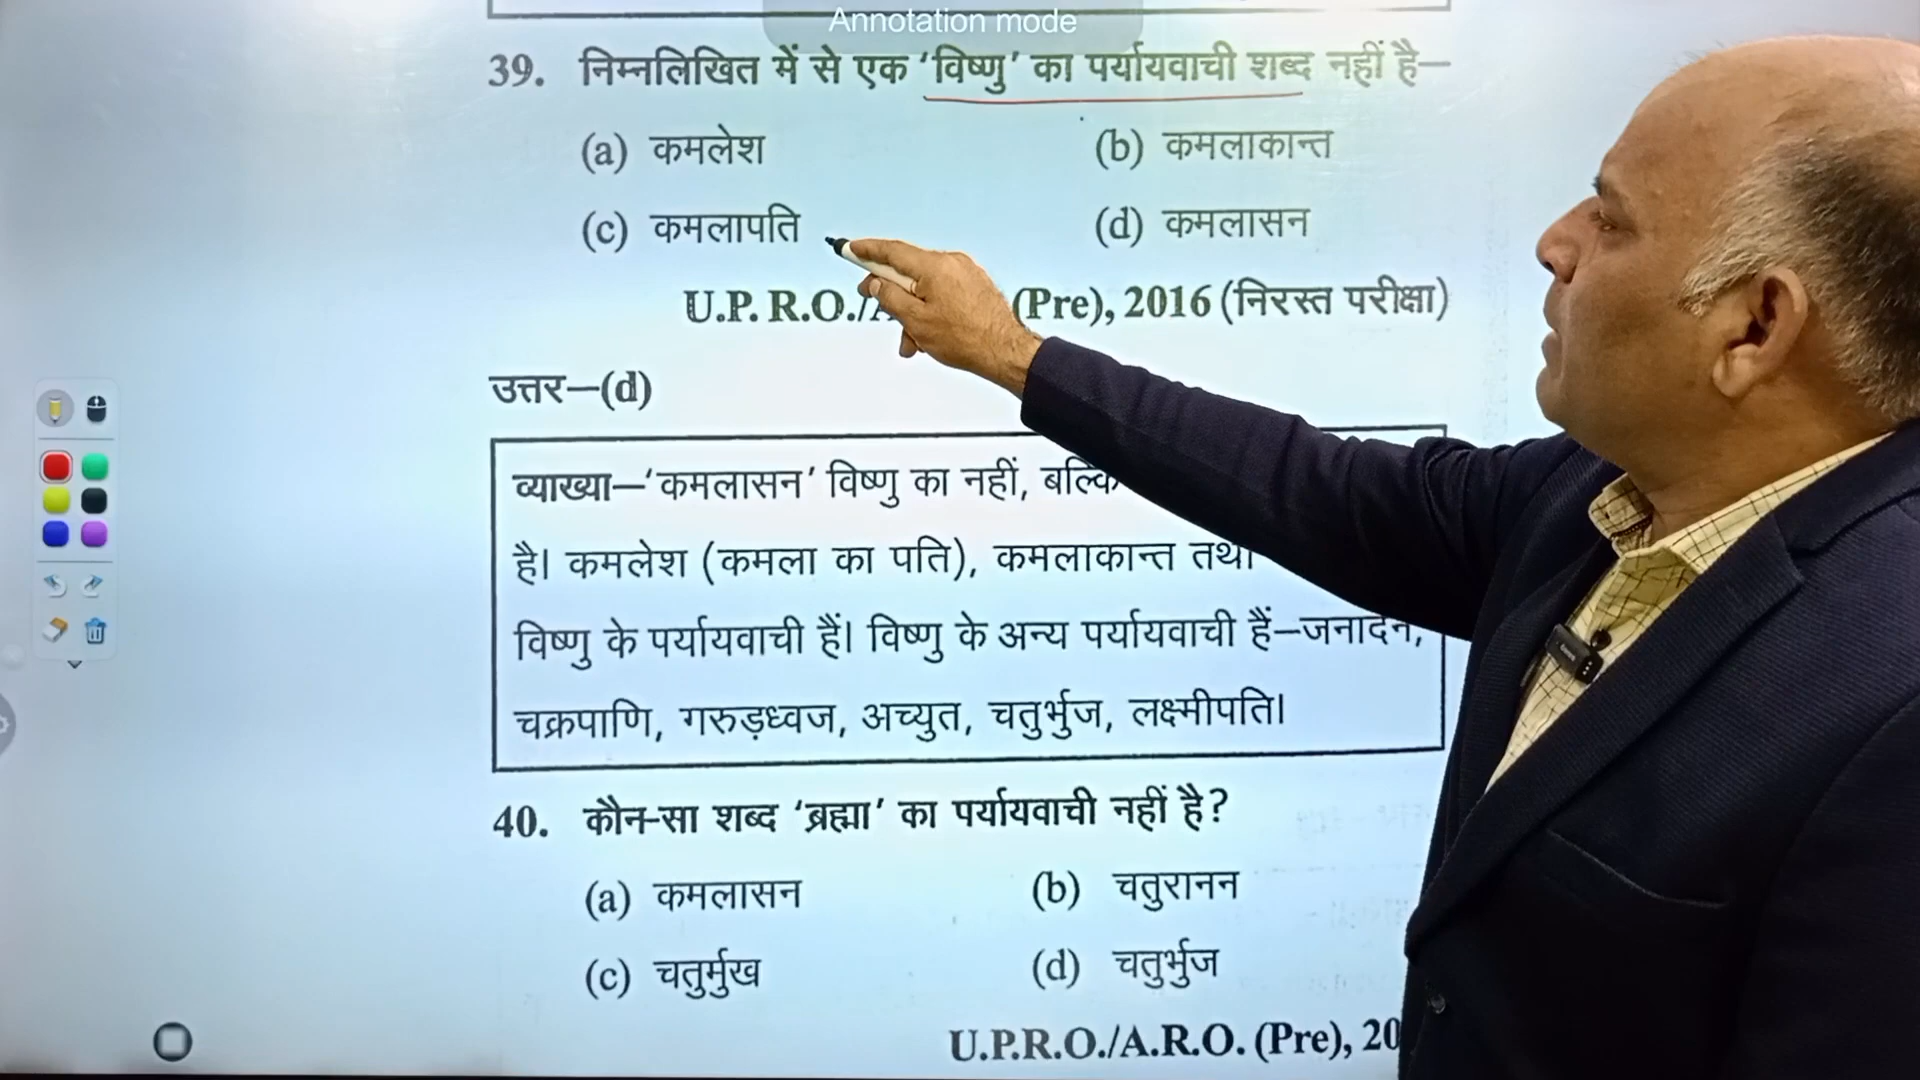 Annotation mode
39. निम्नलिखित में से एक ‘विष्णु’ का पर्यायवाची शब्द नहीं है—
(a) कमलेश (b) कमलाकान्त
(c) कमलापति (d) कमलासन
U.P. R.O./ (Pre), 2016 (निरस्त परीक्षा)
उत्तर—(d)
व्याख्या—‘कमलासन’ विष्णु का नहीं, बल्कि
है। कमलेश (कमला का पति), कमलाकान्त तथा
विष्णु के पर्यायवाची हैं। विष्णु के अन्य पर्यायवाची हैं—जनार्दन,
चक्रपाणि, गरुड़ध्वज, अच्युत, चतुर्भुज, लक्ष्मीपति।
40. कौन-सा शब्द ‘ब्रह्मा’ का पर्यायवाची नहीं है?
(a) कमलासन (b) चतुरानन
(c) चतुर्मुख (d) चतुर्भुज
U.P.R.O./A.R.O. (Pre), 20